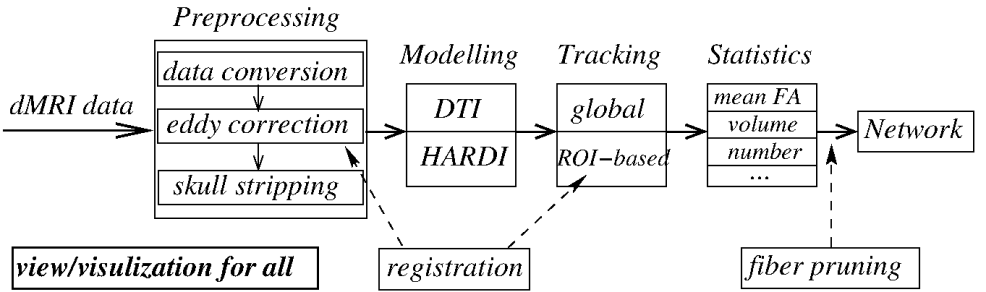 Preprocessing
Modelling
Tracking
Statistics
dMRI data
data conversion
eddy correction
skull stripping
DTI
HARDI
global
ROI-based
mean FA
volume
number
...
Network
view/visulization for all
registration
fiber pruning